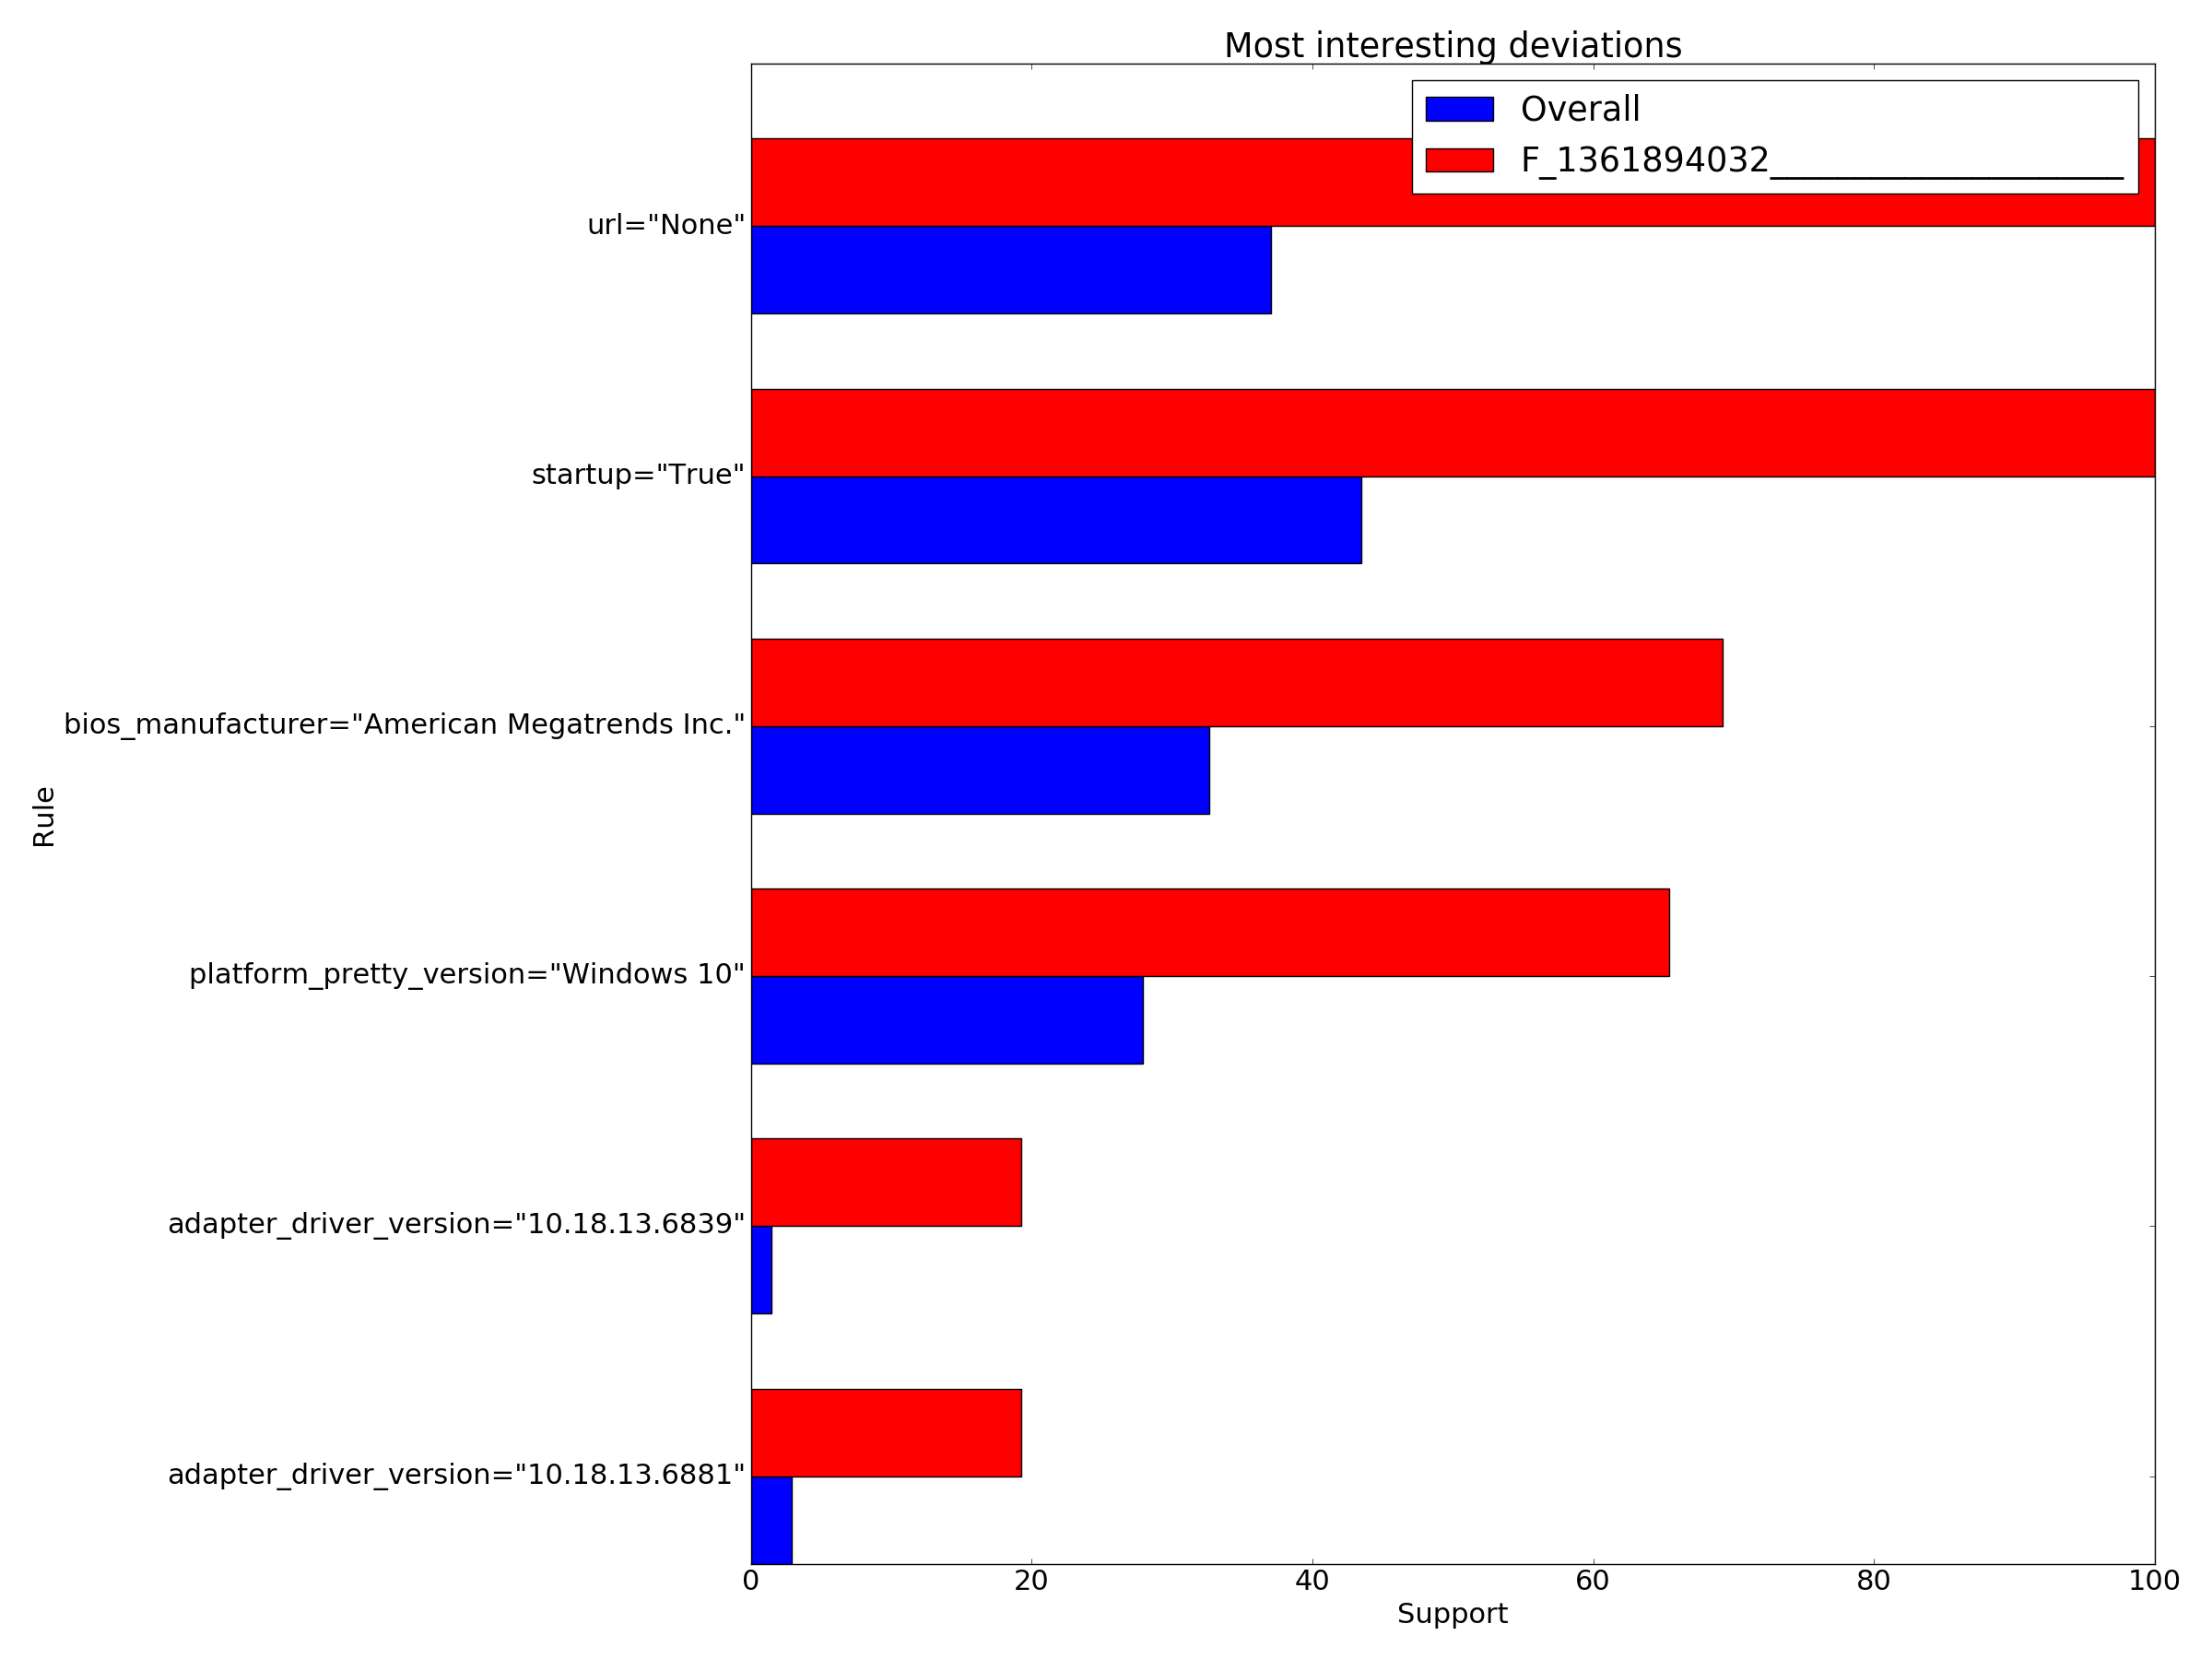 Most interesting deviations
Overall
F_1361894032_____________________
url="None"
startup="True"
bios_manufacturer="American Megatrends Inc."
platform_pretty_version="Windows 10"
adapter_driver_version="10.18.13.6839"
adapter_driver_version="10.18.13.6881"
Rule
0 20 40 60 80 100
Support